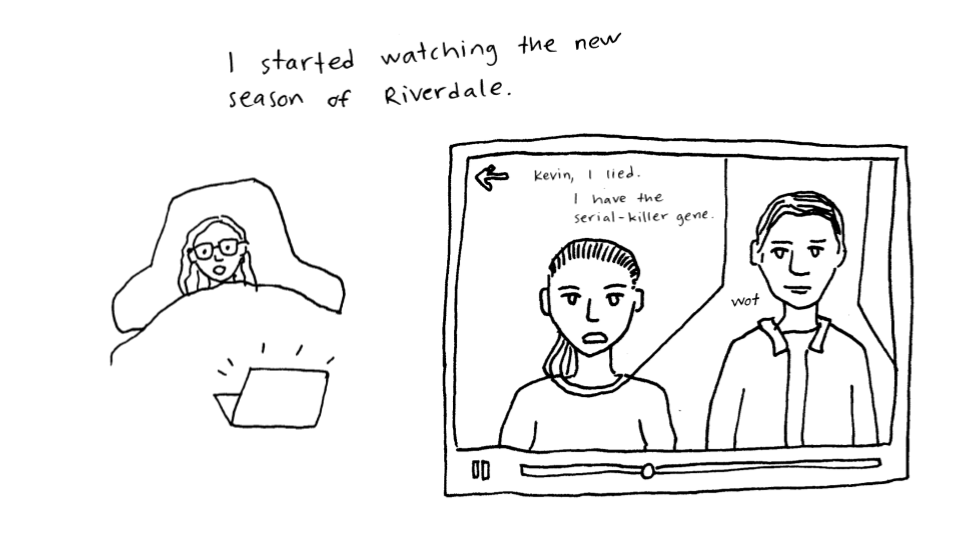 I started watching the new
season of Riverdale.
Kevin, I lied.
I have the
serial-killer gene.
wot